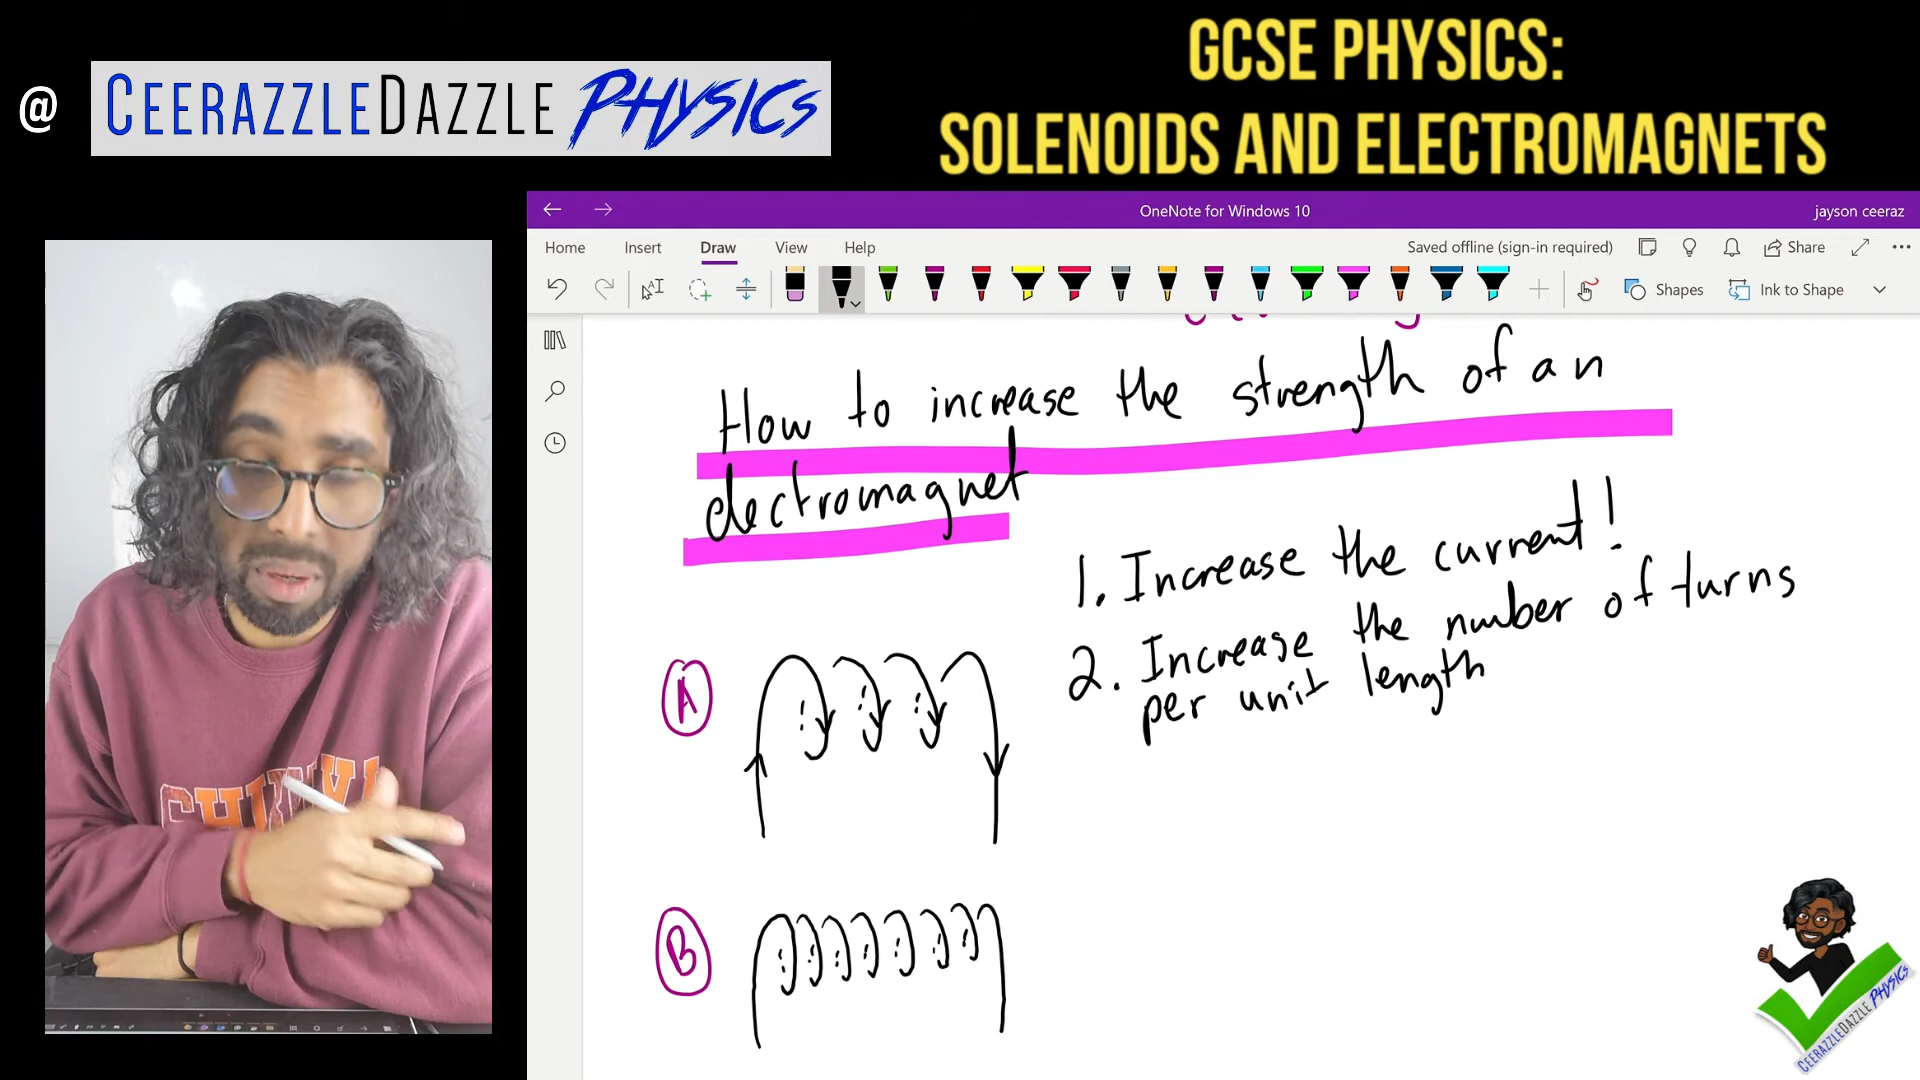 @ CEERAZZLEDAZZLE PHYSICS
GCSE PHYSICS:
SOLENOIDS AND ELECTROMAGNETS
OneNote for Windows 10
jayson ceeraz
Home Insert Draw View Help
Saved offline (sign-in required)
Share
Shapes
Ink to Shape
How to increase the strength of an
electromagnet
1. Increase the current!
2. Increase the number of turns
per unit length
A
B
CEERAZZLEDAZZLE PHYSICS